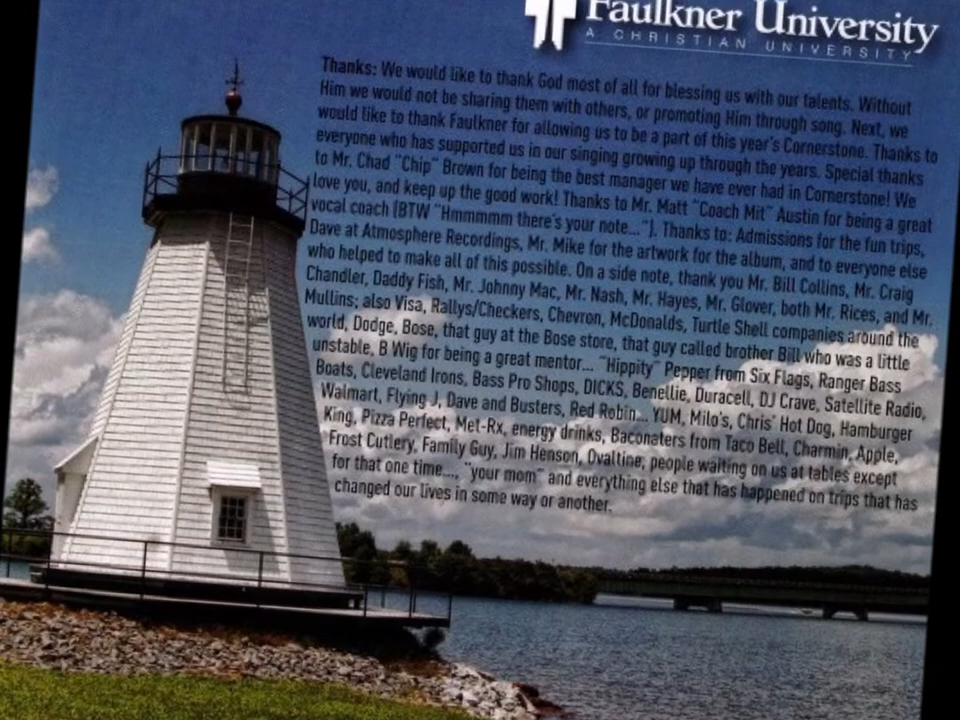 Faulkner University
A CHRISTIAN UNIVERSITY
Thanks: We would like to thank God most of all for blessing us with our talents. Without
Him we would not be sharing them with others, or promoting Him through song. Next, we
would like to thank Faulkner for allowing us to be a part of this year's Cornerstone. Thanks to
everyone who has supported us in our singing growing up through the years. Special thanks
to Mr. Chad "Chip" Brown for being the best manager we have ever had in Cornerstone! We
love you, and keep up the good work! Thanks to Mr. Matt "Coach Mit" Austin for being a great
vocal coach (BTW "Hmmmmm there's your note..."). Thanks to: Admissions for the fun trips,
Dave at Atmosphere Recordings, Mr. Mike for the artwork for the album, and to everyone else
who helped to make all of this possible. On a side note, thank you Mr. Bill Collins, Mr. Craig
Chandler, Daddy Fish, Mr. Johnny Mac, Mr. Nash, Mr. Hayes, Mr. Glover, both Mr. Rices, and Mr.
Mullins; also Visa, Rallys/Checkers, Chevron, McDonalds, Turtle Shell companies around the
world, Dodge, Bose, that guy at the Bose store, that guy called brother Bill who was a little
unstable, B Wig for being a great mentor... "Hippity" Pepper from Six Flags, Ranger Bass
Boats, Cleveland Irons, Bass Pro Shops, DICKS, Benellie, Duracell, DJ Crave, Satellite Radio,
Walmart, Flying J, Dave and Busters, Red Robin... YUM, Milo's, Chris' Hot Dog, Hamburger
King, Pizza Perfect, Met-Rx, energy drinks, Baconaters from Taco Bell, Charmin, Apple,
Frost Cutlery, Family Guy, Jim Henson, Ovaltine, people waiting on us at tables except
for that one time...., "your mom" and everything else that has happened on trips that has
changed our lives in some way or another.